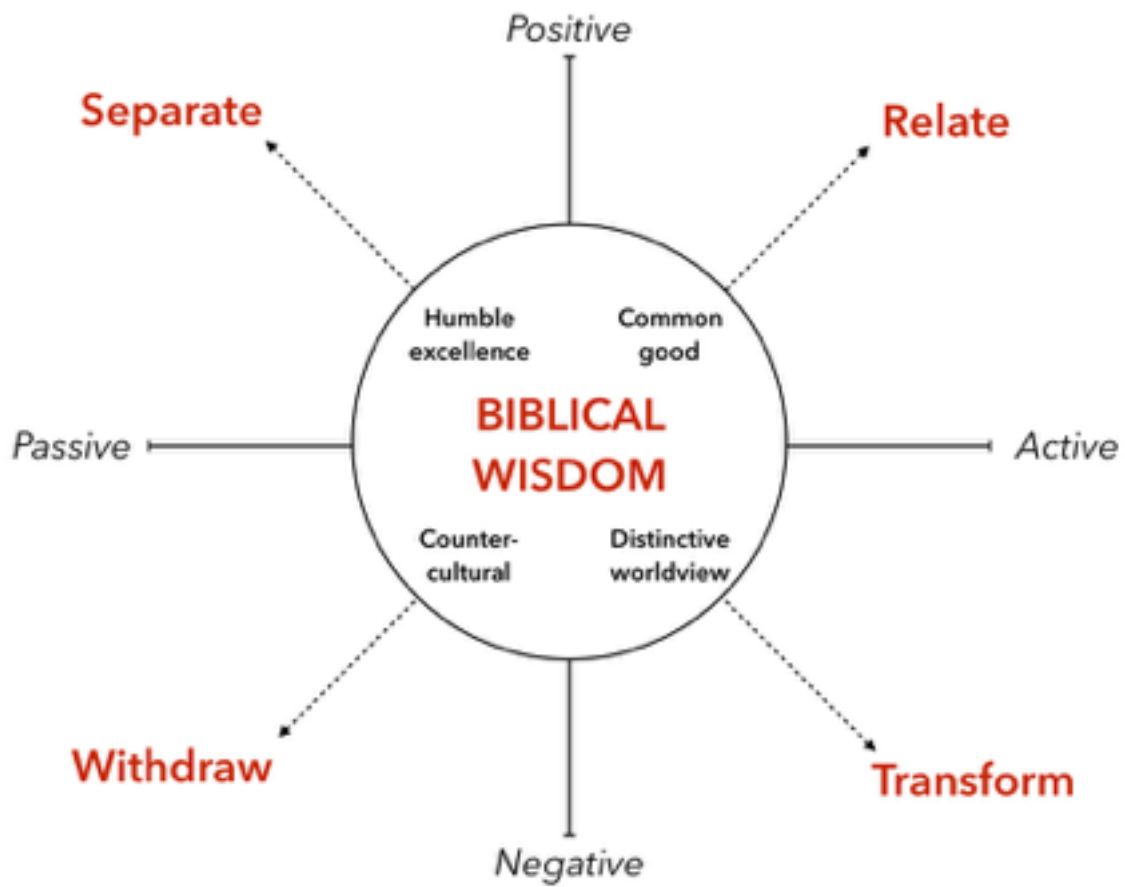 Positive
Separate
Relate
Humble
excellence
Common
good
BIBLICAL
WISDOM
Passive
Active
Counter-
cultural
Distinctive
worldview
Withdraw
Transform
Negative